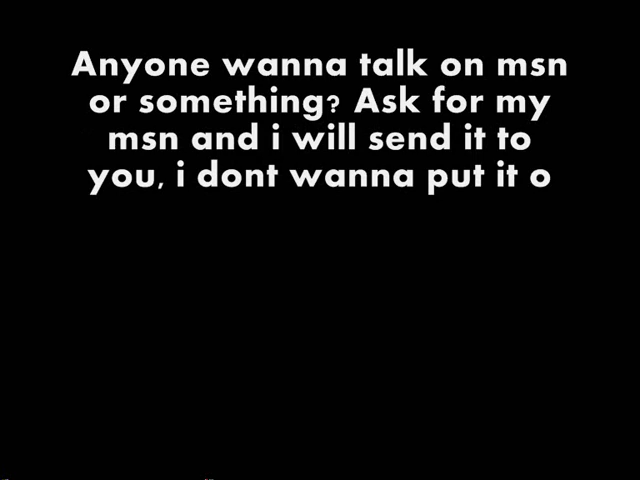 Anyone wanna talk on msn
or something? Ask for my
msn and i will send it to
you, i dont wanna put it o